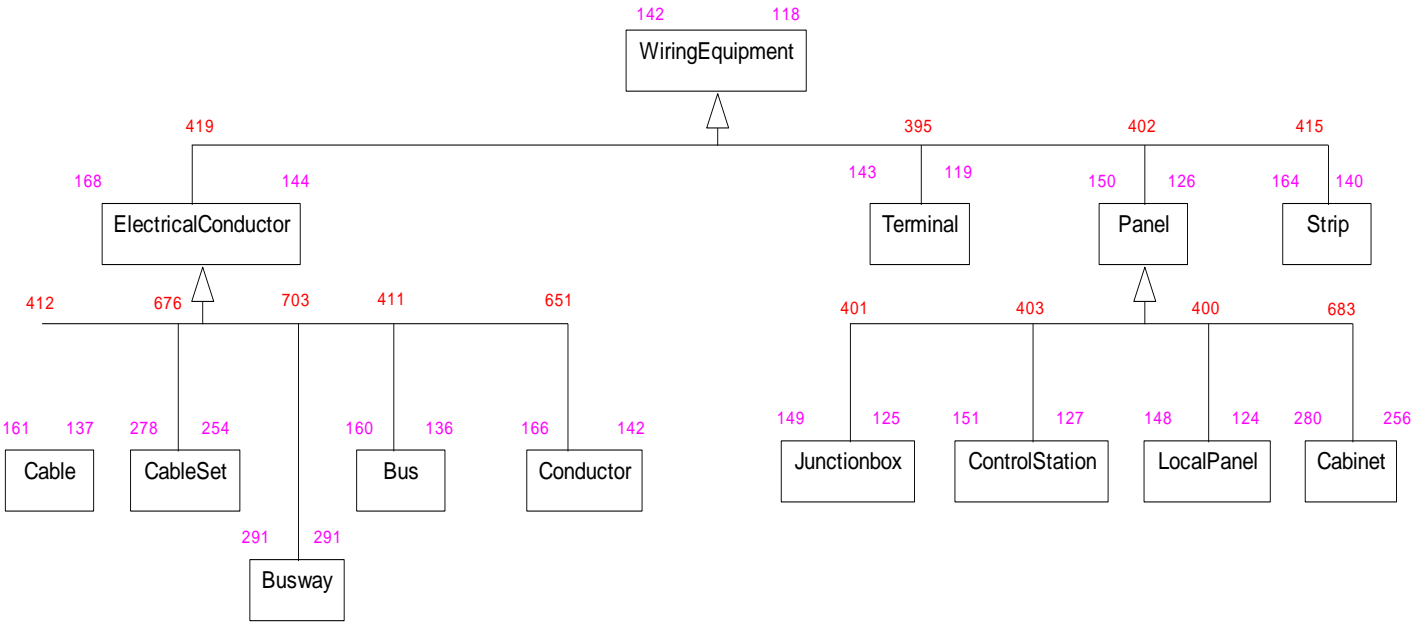 142 118
WiringEquipment
419 395 402 415
168 144 143 119 150 126 164 140
ElectricalConductor Terminal Panel Strip
412 676 703 411 651 401 403 400 683
161 137 278 254 160 136 166 142 149 125 151 127 148 124 280 256
Cable CableSet Bus Conductor Junctionbox ControlStation LocalPanel Cabinet
291 291
Busway